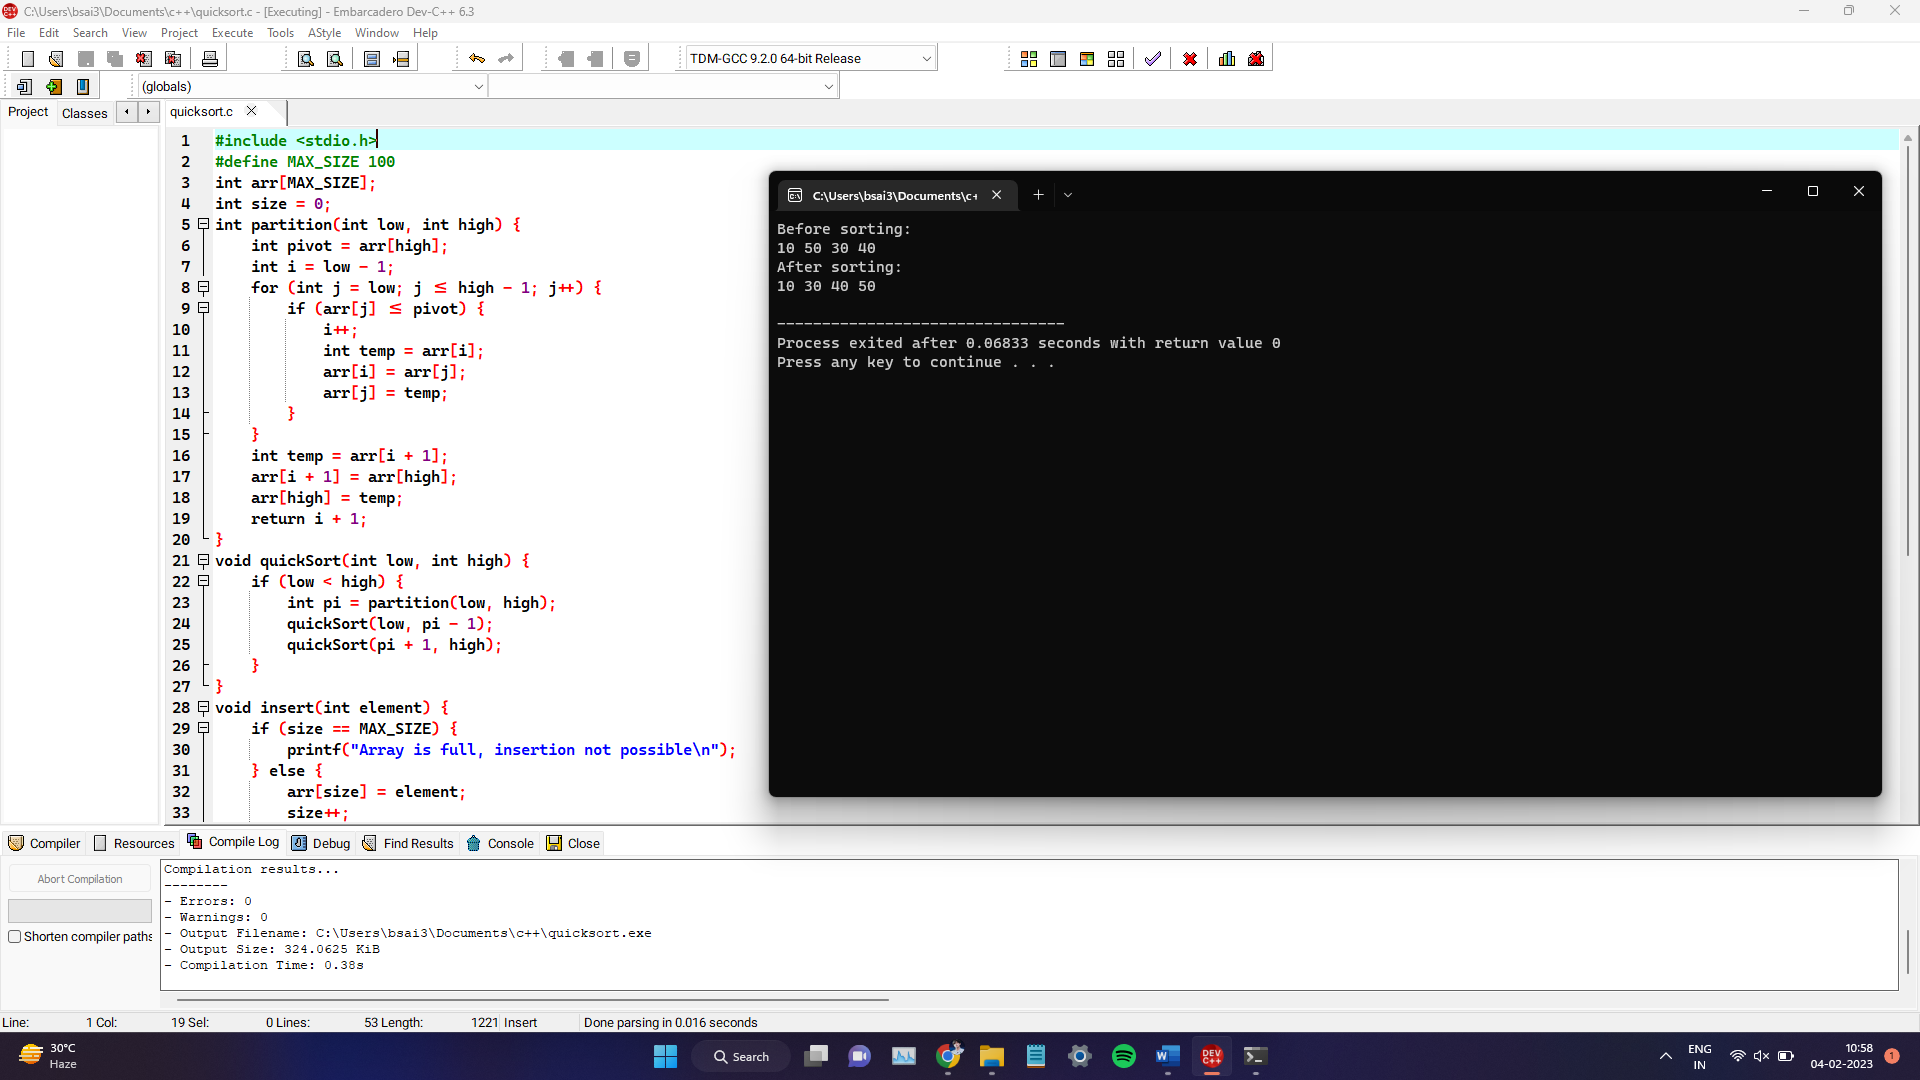 C:\Users\bsai3\Documents\c++\quicksort.c - [Executing] - Embarcadero Dev-C++ 6.3
File Edit Search View Project Execute Tools AStyle Window Help
TDM-GCC 9.2.0 64-bit Release
(globals)
Project Classes quicksort.c
1 #include <stdio.h>
2 #define MAX_SIZE 100
3 int arr[MAX_SIZE];
4 int size = 0;
5 int partition(int low, int high) {
6 int pivot = arr[high];
7 int i = low - 1;
8 for (int j = low; j <= high - 1; j++) {
9 if (arr[j] <= pivot) {
10 i++;
11 int temp = arr[i];
12 arr[i] = arr[j];
13 arr[j] = temp;
14 }
15 }
16 int temp = arr[i + 1];
17 arr[i + 1] = arr[high];
18 arr[high] = temp;
19 return i + 1;
20 }
21 void quickSort(int low, int high) {
22 if (low < high) {
23 int pi = partition(low, high);
24 quickSort(low, pi - 1);
25 quickSort(pi + 1, high);
26 }
27 }
28 void insert(int element) {
29 if (size == MAX_SIZE) {
30 printf("Array is full, insertion not possible\n");
31 } else {
32 arr[size] = element;
33 size++;
C:\Users\bsai3\Documents\c+
Before sorting:
10 50 30 40
After sorting:
10 30 40 50
--------------------------------
Process exited after 0.06833 seconds with return value 0
Press any key to continue . . .
Compiler Resources Compile Log Debug Find Results Console Close
Abort Compilation
Shorten compiler paths
Compilation results...
--------
- Errors: 0
- Warnings: 0
- Output Filename: C:\Users\bsai3\Documents\c++\quicksort.exe
- Output Size: 324.0625 KiB
- Compilation Time: 0.38s
Line: 1 Col: 19 Sel: 0 Lines: 53 Length: 1221 Insert Done parsing in 0.016 seconds
30°C
Haze
Search
DEV C++
ENG
IN
10:58
04-02-2023
1